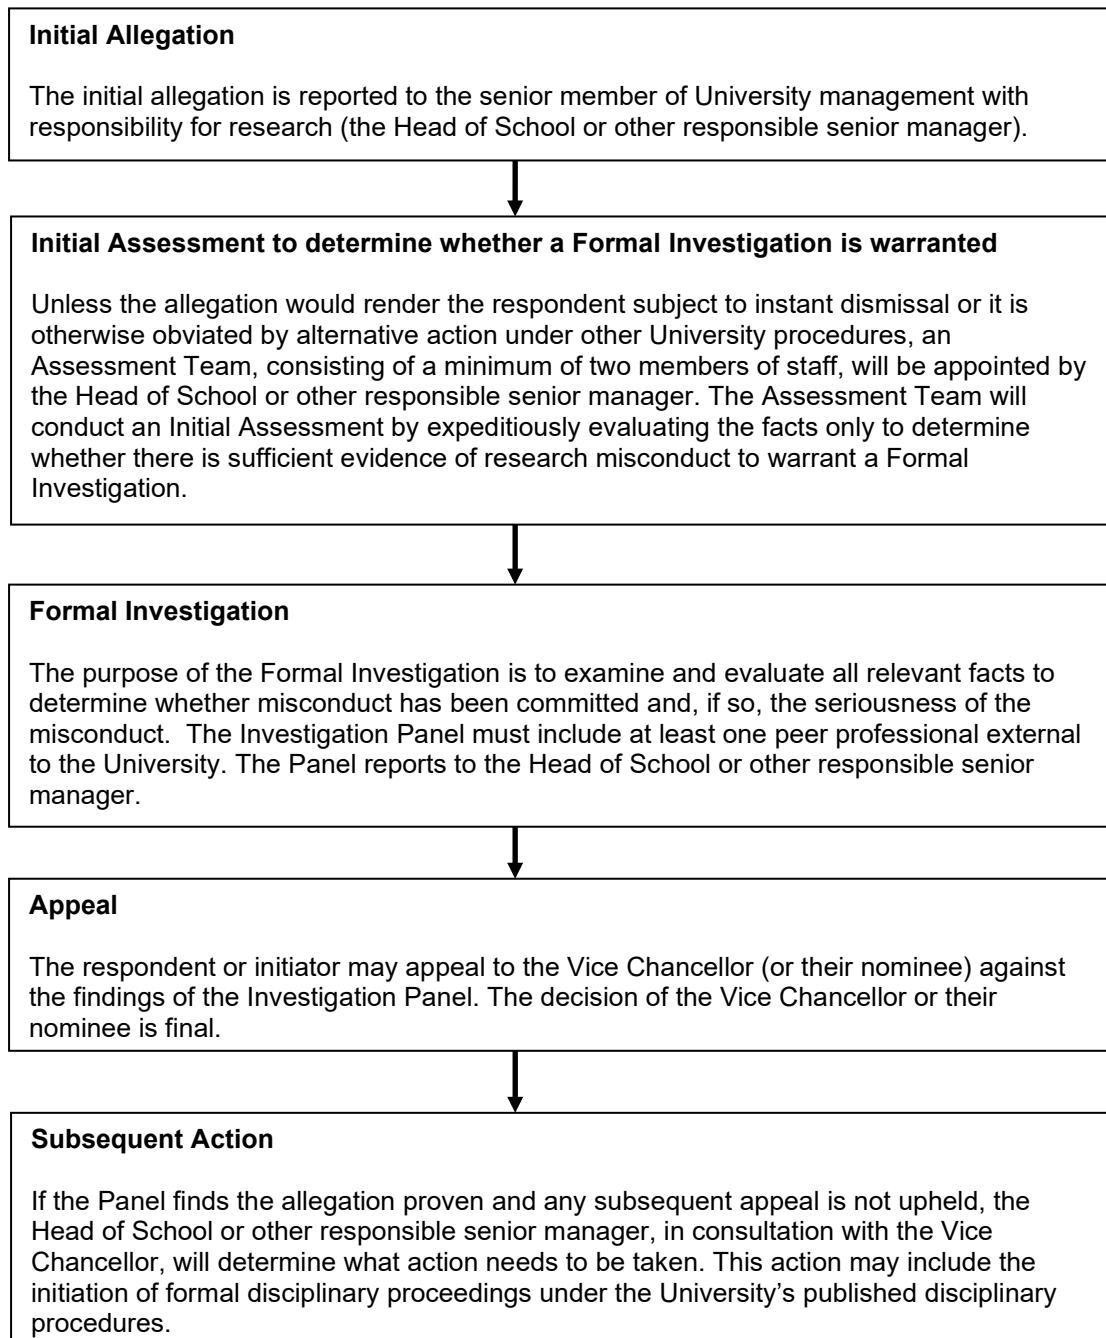 Initial Allegation
The initial allegation is reported to the senior member of University management with
responsibility for research (the Head of School or other responsible senior manager).
Initial Assessment to determine whether a Formal Investigation is warranted
Unless the allegation would render the respondent subject to instant dismissal or it is
otherwise obviated by alternative action under other University procedures, an
Assessment Team, consisting of a minimum of two members of staff, will be appointed by
the Head of School or other responsible senior manager. The Assessment Team will
conduct an Initial Assessment by expeditiously evaluating the facts only to determine
whether there is sufficient evidence of research misconduct to warrant a Formal
Investigation.
Formal Investigation
The purpose of the Formal Investigation is to examine and evaluate all relevant facts to
determine whether misconduct has been committed and, if so, the seriousness of the
misconduct.  The Investigation Panel must include at least one peer professional external
to the University. The Panel reports to the Head of School or other responsible senior
manager.
Appeal
The respondent or initiator may appeal to the Vice Chancellor (or their nominee) against
the findings of the Investigation Panel. The decision of the Vice Chancellor or their
nominee is final.
Subsequent Action
If the Panel finds the allegation proven and any subsequent appeal is not upheld, the
Head of School or other responsible senior manager, in consultation with the Vice
Chancellor, will determine what action needs to be taken. This action may include the
initiation of formal disciplinary proceedings under the University's published disciplinary
procedures.